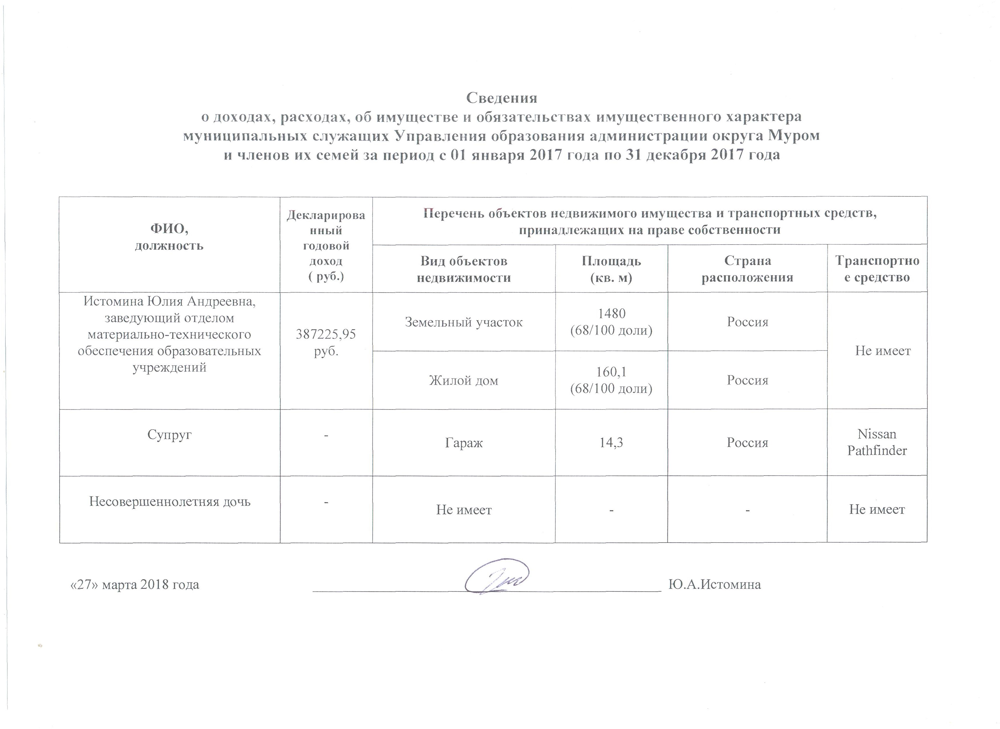 Сведения
о доходах, расходах, об имуществе и обязательствах имущественного характера
муниципальных служащих Управления образования администрации округа Муром
и членов их семей за период с 01 января 2017 года по 31 декабря 2017 года
ФИО,
должность
Декларирова
нный
годовой
доход
( руб.)
Перечень объектов недвижимого имущества и транспортных средств,
принадлежащих на праве собственности
Вид объектов
недвижимости
Площадь
(кв. м)
Страна
расположения
Транспортно
е средство
Истомина Юлия Андреевна,
заведующий отделом
материально-технического
обеспечения образовательных
учреждений
387225,95
руб.
Земельный участок
1480
(68/100 доли)
Россия
Не имеет
Жилой дом
160,1
(68/100 доли)
Россия
Супруг
-
Гараж
14,3
Россия
Nissan
Pathfinder
Несовершеннолетняя дочь
-
Не имеет
-
-
Не имеет
«27» марта 2018 года
Ю.А.Истомина